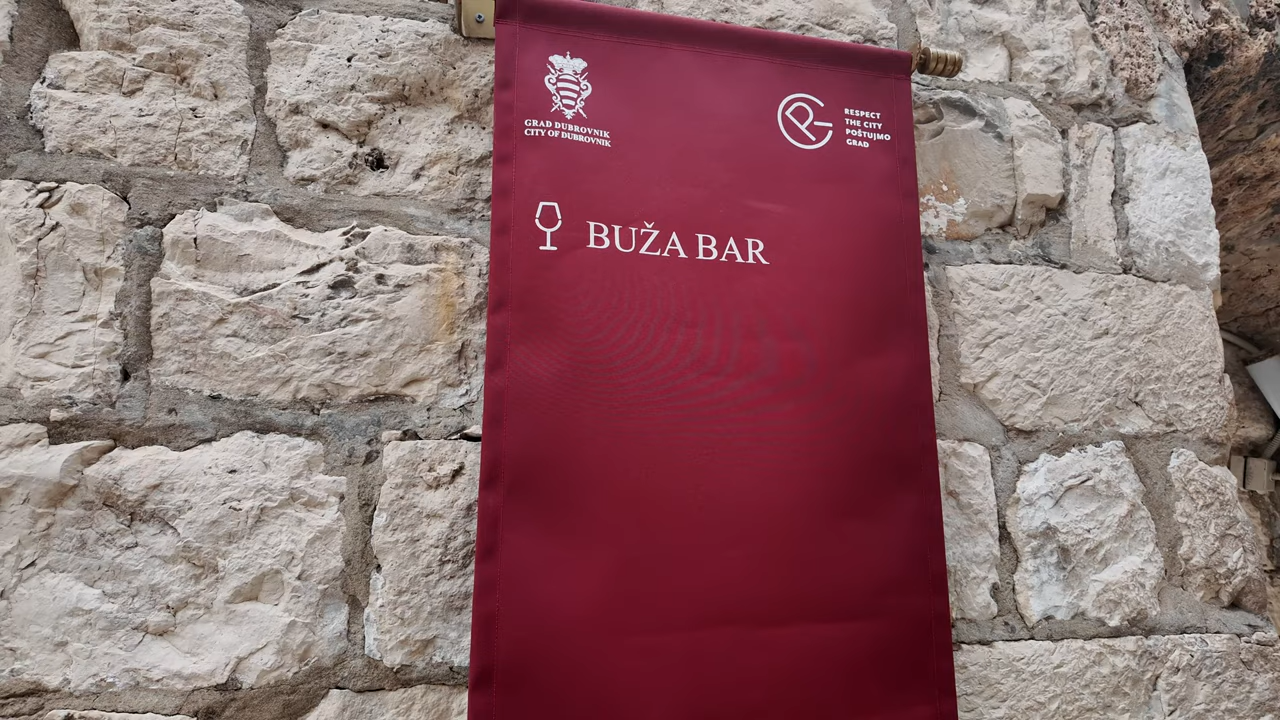 GRAD DUBROVNIK
CITY OF DUBROVNIK
RESPECT
THE CITY
POŠTUJMO
GRAD
BUŽA BAR